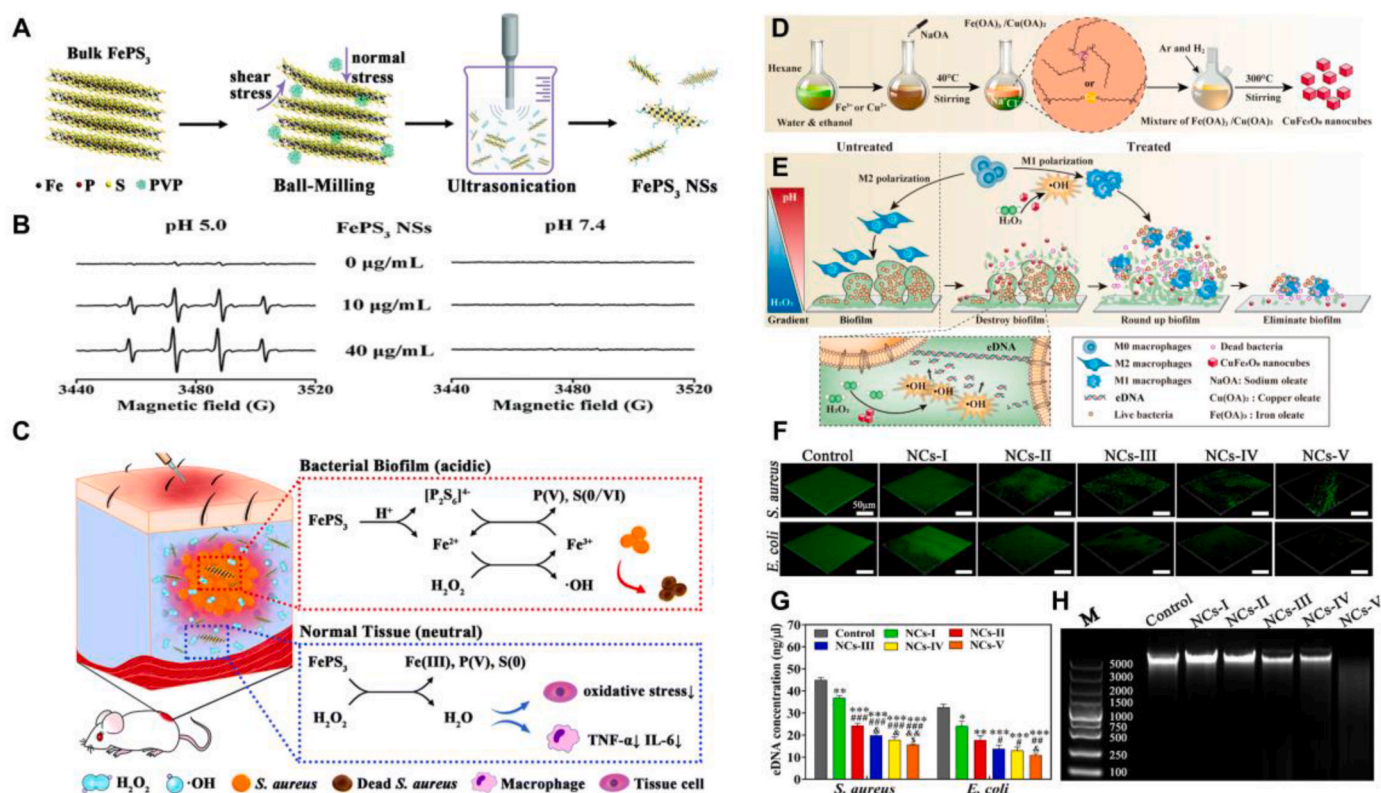 A
Bulk FePS₃
shear
stress
normal
stress
Fe P S PVP
Ball-Milling
Ultrasonication
FePS₃ NSs
B
pH 5.0
FePS₃ NSs
pH 7.4
0 μg/mL
10 μg/mL
40 μg/mL
3440 3480 3520
Magnetic field (G)
3440 3480 3520
Magnetic field (G)
C
Bacterial Biofilm (acidic)
FePS₃
H⁺
[P₂S₆]⁴⁻
P(V), S(0/VI)
Fe²⁺
Fe³⁺
H₂O₂
·OH
Normal Tissue (neutral)
FePS₃
Fe(III), P(V), S(0)
H₂O₂
H₂O
oxidative stress↓
TNF-α↓ IL-6↓
H₂O₂ ·OH S. aureus Dead S. aureus Macrophage Tissue cell
D
NaOA
Fe(OA)₃ /Cu(OA)₂
Hexane
Fe³⁺ or Cu²⁺
Water & ethanol
40°C
Stirring
Na Cl
or
Ar and H₂
300°C
Stirring
Mixture of Fe(OA)₃ /Cu(OA)₂
CuFe₅O₈ nanocubes
E
Untreated
Treated
M2 polarization
M1 polarization
pH
H₂O₂
Gradient
·OH
H₂O₂
Biofilm
Destroy biofilm
Round up biofilm
Eliminate biofilm
eDNA
H₂O₂
·OH
·OH
·OH
M0 macrophages
M2 macrophages
M1 macrophages
eDNA
Live bacteria
Dead bacteria
CuFe₅O₈ nanocubes
NaOA: Sodium oleate
Cu(OA)₂ : Copper oleate
Fe(OA)₃ : Iron oleate
F
Control NCs-I NCs-II NCs-III NCs-IV NCs-V
S. aureus
50μm
E. coli
G
eDNA concentration (ng/μl)
70
60
50
40
30
20
10
0
Control NCs-I NCs-II
NCs-III NCs-IV NCs-V
** *** *** *** ***
### ### ### ###
& & &&
$
* ** *** *** ***
# # ##
&
S. aureus E. coli
H
M Control NCs-I NCs-II NCs-III NCs-IV NCs-V
5000
3000
2000
1500
1000
750
500
250
100